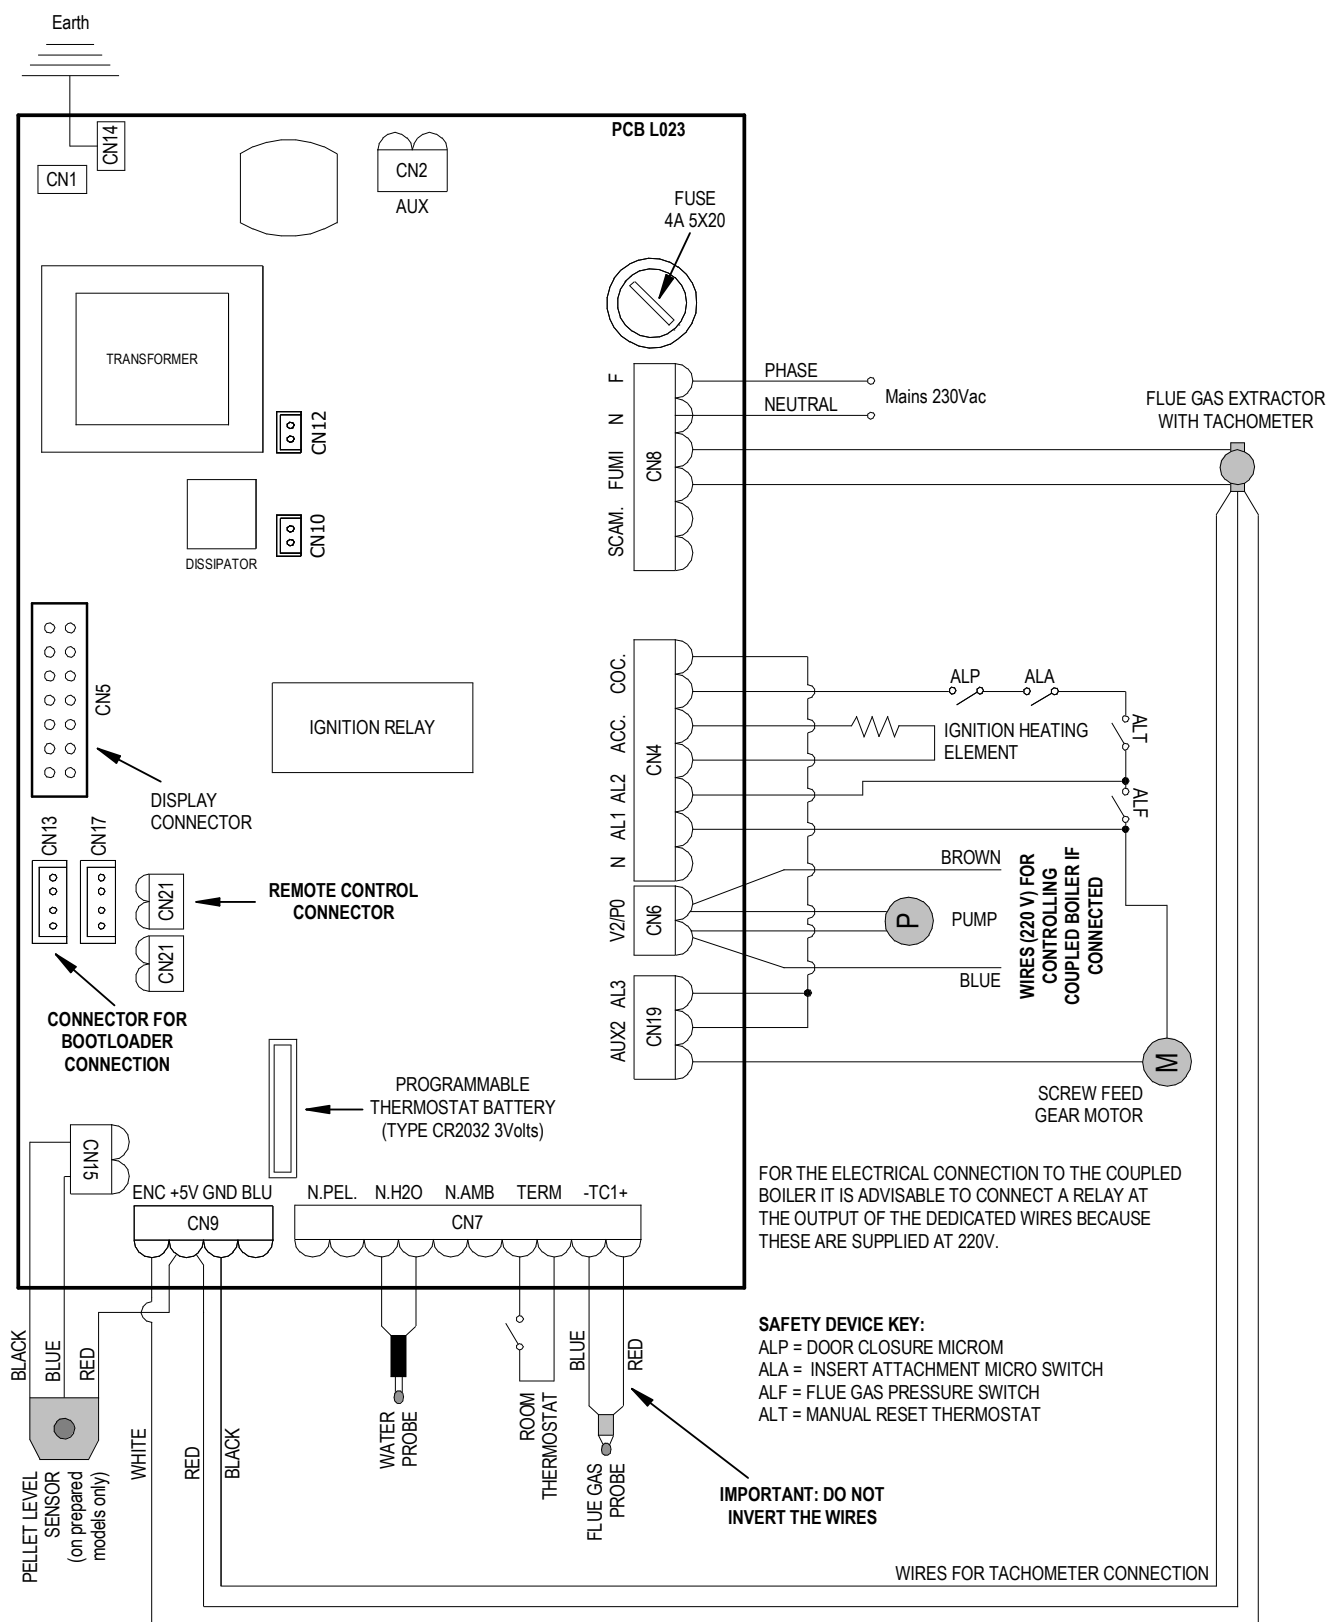 Earth
PCB L023
CN14
CN1
CN2
AUX
FUSE
4A 5X20
TRANSFORMER
CN12
CN10
DISSIPATOR
F
N
FUMI
SCAM.
CN8
PHASE
NEUTRAL
Mains 230Vac
FLUE GAS EXTRACTOR
WITH TACHOMETER
CN5
DISPLAY
CONNECTOR
IGNITION RELAY
COC.
ACC.
AL2
AL1
N
CN4
ALP
ALA
ALT
ALF
IGNITION HEATING
ELEMENT
CN13
CN17
CN21
CN21
REMOTE CONTROL
CONNECTOR
CONNECTOR FOR
BOOTLOADER
CONNECTION
V2/P0
CN6
BROWN
P
PUMP
BLUE
WIRES (220 V) FOR
CONTROLLING
COUPLED BOILER IF
CONNECTED
AL3
AUX2
CN19
M
SCREW FEED
GEAR MOTOR
PROGRAMMABLE
THERMOSTAT BATTERY
(TYPE CR2032 3Volts)
CN15
ENC +5V GND BLU
CN9
N.PEL. N.H2O N.AMB TERM -TC1+
CN7
FOR THE ELECTRICAL CONNECTION TO THE COUPLED
BOILER IT IS ADVISABLE TO CONNECT A RELAY AT
THE OUTPUT OF THE DEDICATED WIRES BECAUSE
THESE ARE SUPPLIED AT 220V.
SAFETY DEVICE KEY:
ALP = DOOR CLOSURE MICROM
ALA = INSERT ATTACHMENT MICRO SWITCH
ALF = FLUE GAS PRESSURE SWITCH
ALT = MANUAL RESET THERMOSTAT
BLACK
BLUE
RED
PELLET LEVEL
SENSOR
(on prepared
models only)
WHITE
RED
BLACK
WATER
PROBE
ROOM
THERMOSTAT
BLUE
RED
FLUE GAS
PROBE
IMPORTANT: DO NOT
INVERT THE WIRES
WIRES FOR TACHOMETER CONNECTION